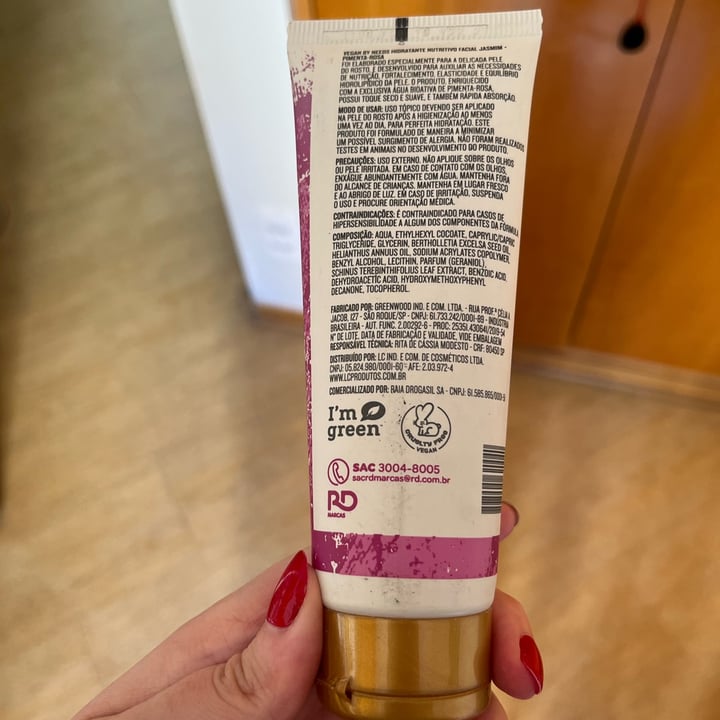 VEGAN BY NEEDS HIDRATANTE NUTRITIVO FACIAL JASMIM -
PIMENTA-ROSA
FOI ELABORADO ESPECIALMENTE PARA A DELICADA PELE
DO ROSTO, E DESENVOLVIDO PARA AUXILIAR AS NECESSIDADES
DE NUTRIÇÃO, FORTALECIMENTO, ELASTICIDADE E EQUILÍBRIO
HIDROLIPÍDICO DA PELE. O PRODUTO, ENRIQUECIDO
COM A EXCLUSIVA ÁGUA BIOATIVA DE PIMENTA-ROSA,
POSSUI TOQUE SECO E SUAVE, E TAMBÉM RÁPIDA ABSORÇÃO.
MODO DE USAR: USO TÓPICO DEVENDO SER APLICADO
NA PELE DO ROSTO APÓS A HIGIENIZAÇÃO AO MENOS
UMA VEZ AO DIA, PARA PERFEITA HIDRATAÇÃO. ESTE
PRODUTO FOI FORMULADO DE MANEIRA A MINIMIZAR
UM POSSÍVEL SURGIMENTO DE ALERGIA. NÃO FORAM REALIZADOS
TESTES EM ANIMAIS NO DESENVOLVIMENTO DO PRODUTO.
PRECAUÇÕES: USO EXTERNO. NÃO APLIQUE SOBRE OS OLHOS
OU PELE IRRITADA. EM CASO DE CONTATO COM OS OLHOS,
ENXAGUE ABUNDANTEMENTE COM ÁGUA. MANTENHA FORA
DO ALCANCE DE CRIANÇAS. MANTENHA EM LUGAR FRESCO
E AO ABRIGO DE LUZ. EM CASO DE IRRITAÇÃO, SUSPENDA
O USO E PROCURE ORIENTAÇÃO MÉDICA.
CONTRAINDICAÇÕES: É CONTRAINDICADO PARA CASOS DE
HIPERSENSIBILIDADE A ALGUM DOS COMPONENTES DA FÓRMULA
COMPOSIÇÃO: AQUA, ETHYLHEXYL COCOATE, CAPRYLIC/CAPRIC
TRIGLYCERIDE, GLYCERIN, BERTHOLLETIA EXCELSA SEED OIL,
HELIANTHUS ANNUUS OIL, SODIUM ACRYLATES COPOLYMER,
BENZYL ALCOHOL, LECITHIN, PARFUM (GERANIOL),
SCHINUS TEREBINTHIFOLIUS LEAF EXTRACT, BENZOIC ACID,
DEHYDROACETIC ACID, HYDROXYMETHOXYPHENYL
DECANONE, TOCOPHEROL.
FABRICADO POR: GREENWOOD IND. E COM. LTDA. - RUA PROFª CÉLIA A
JACOB, 127 - SÃO ROQUE/SP - CNPJ: 61.733.242/0001-89 - INDÚSTRIA
BRASILEIRA - AUT. FUNC. 2.00292-6 - PROC: 25351.430641/2019-54
Nº DE LOTE, DATA DE FABRICAÇÃO E VALIDADE, VIDE EMBALAGEM
RESPONSÁVEL TÉCNICA: RITA DE CÁSSIA MODESTO - CRF: 80450 SP
DISTRIBUÍDO POR: LC IND. E COM. DE COSMÉTICOS LTDA.
CNPJ: 05.824.980/0001-60 - AFE: 2.03.972-4
WWW.LCPRODUTOS.COM.BR
COMERCIALIZADO POR: RAIA DROGASIL SA - CNPJ: 61.585.865/0001-5
I'm
green
CRUELTY FREE
VEGAN
SAC 3004-8005
sacrdmarcas@rd.com.br
RD
MARCAS